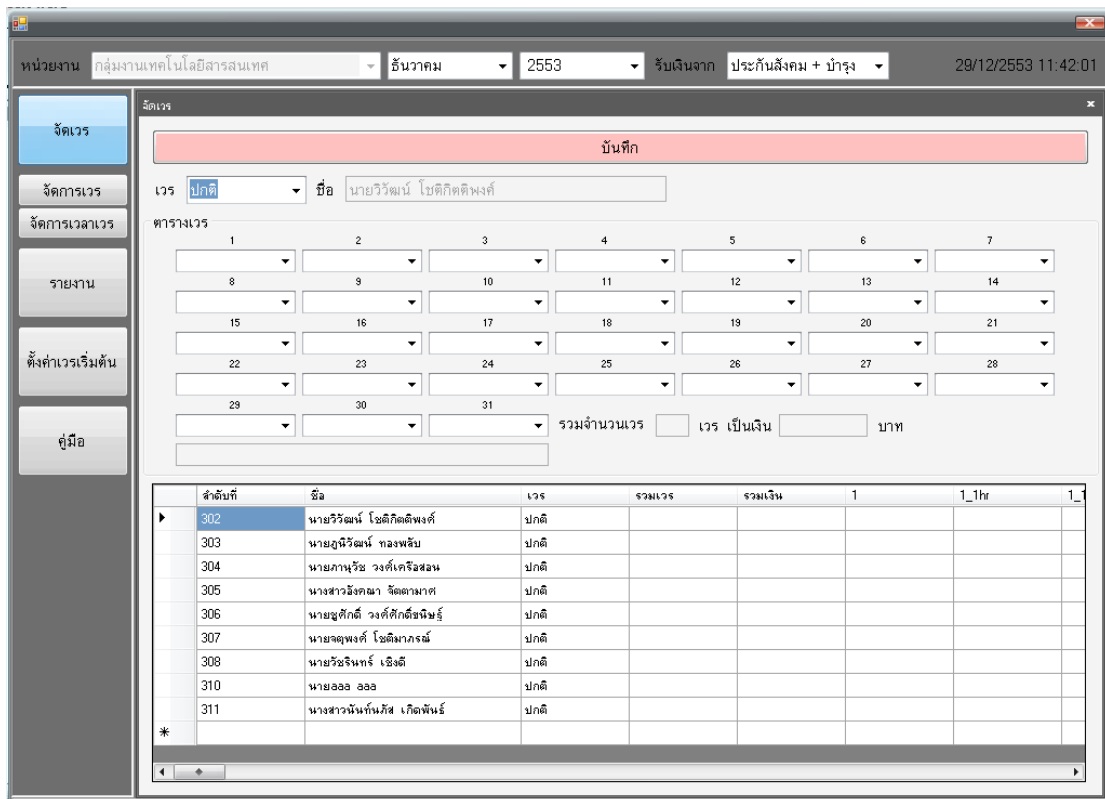 หน่วยงาน กลุ่มงานเทคโนโลยีสารสนเทศ ธันวาคม 2553 รับเงินจาก ประกันสังคม + บำรุง 29/12/2553 11:42:01
จัดเวร
จัดการเวร
จัดการเวลาเวร
รายงาน
ตั้งค่าเวรเริ่มต้น
คู่มือ
จัดเวร
บันทึก
เวร ปกติ ชื่อ นายวิวัฒน์ โชติกิตติพงศ์
ตารางเวร
1 2 3 4 5 6 7
8 9 10 11 12 13 14
15 16 17 18 19 20 21
22 23 24 25 26 27 28
29 30 31
รวมจำนวนเวร เวร เป็นเงิน บาท
ลำดับที่ ชื่อ เวร รวมเวร รวมเงิน 1 1_1hr 1_1
302 นายวิวัฒน์ โชติกิตติพงศ์ ปกติ
303 นายภูนิวัฒน์ ทองพลับ ปกติ
304 นายภานุวัช วงศ์เครือสอน ปกติ
305 นางสาวอังคณา จัตตามาศ ปกติ
306 นายชูศักดิ์ วงศ์ศักดิ์ขนิษฐ์ ปกติ
307 นายจตุพงศ์ โชติมาภรณ์ ปกติ
308 นายวัชรินทร์ เชิงดี ปกติ
310 นายaaa aaa ปกติ
311 นางสาวนันท์นภัส เกิดพันธ์ ปกติ